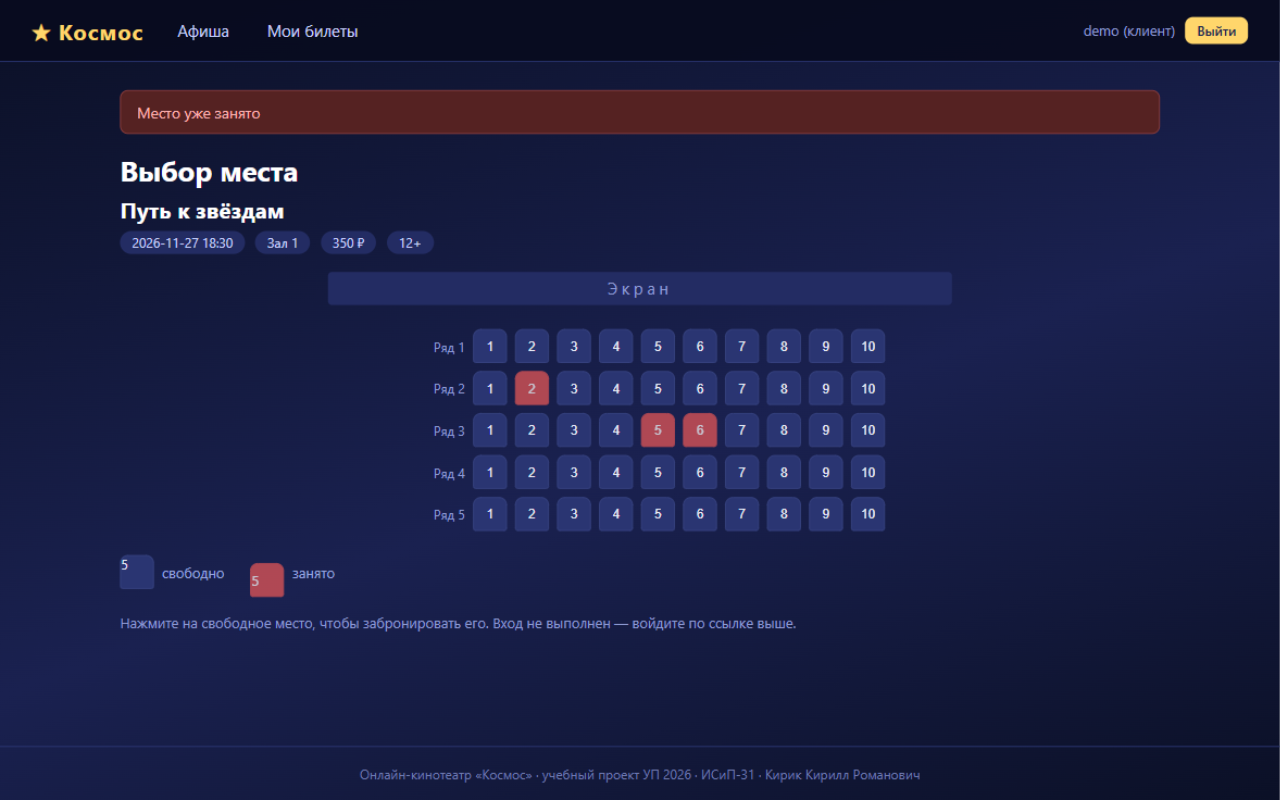 ★ Космос Афиша Мои билеты demo (клиент) Выйти
Место уже занято
Выбор места
Путь к звёздам
2026-11-27 18:30 Зал 1 350 ₽ 12+
Экран
Ряд 1 1 2 3 4 5 6 7 8 9 10
Ряд 2 1 2 3 4 5 6 7 8 9 10
Ряд 3 1 2 3 4 5 6 7 8 9 10
Ряд 4 1 2 3 4 5 6 7 8 9 10
Ряд 5 1 2 3 4 5 6 7 8 9 10
5 свободно 5 занято
Нажмите на свободное место, чтобы забронировать его. Вход не выполнен — войдите по ссылке выше.
Онлайн-кинотеатр «Космос» · учебный проект УП 2026 · ИСиП-31 · Кирик Кирилл Романович